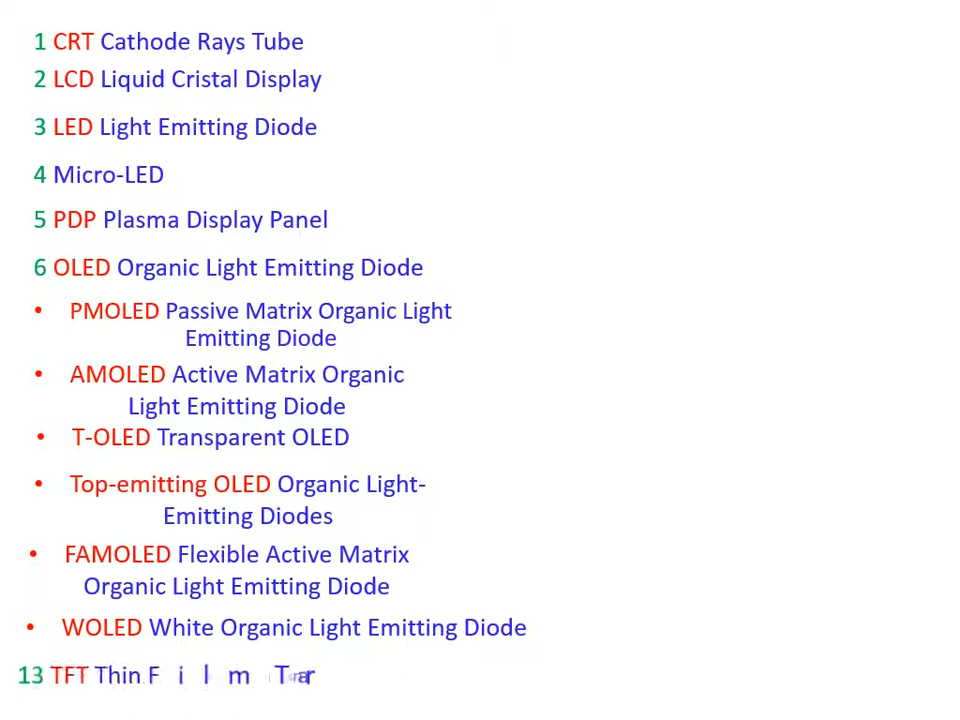 1 CRT Cathode Rays Tube
2 LCD Liquid Cristal Display
3 LED Light Emitting Diode
4 Micro-LED
5 PDP Plasma Display Panel
6 OLED Organic Light Emitting Diode
• PMOLED Passive Matrix Organic Light
Emitting Diode
• AMOLED Active Matrix Organic
Light Emitting Diode
• T-OLED Transparent OLED
• Top-emitting OLED Organic Light-
Emitting Diodes
• FAMOLED Flexible Active Matrix
Organic Light Emitting Diode
• WOLED White Organic Light Emitting Diode
13 TFT Thin F i l m